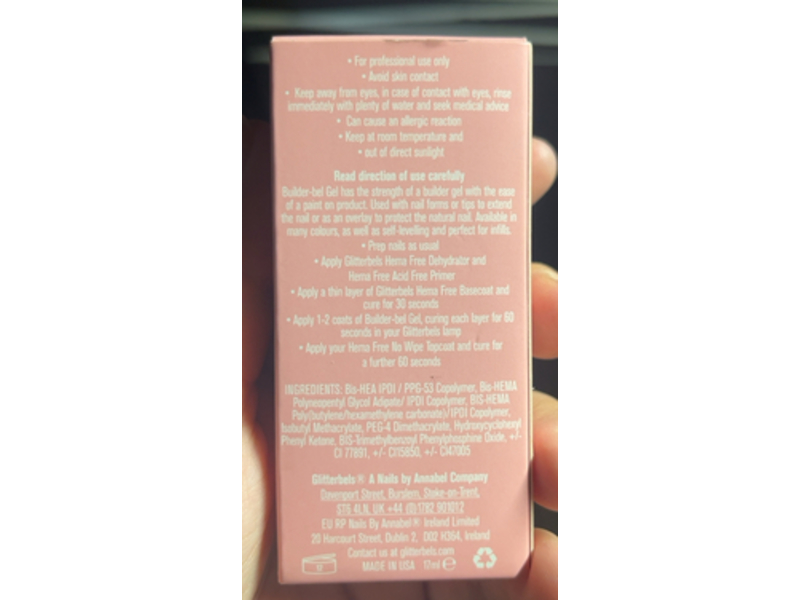 • For professional use only
• Avoid skin contact
• Keep away from eyes, in case of contact with eyes, rinse
immediately with plenty of water and seek medical advice
• Can cause an allergic reaction
• Keep at room temperature and
• out of direct sunlight
Read direction of use carefully
Builder-bel Gel has the strength of a builder gel with the ease
of a paint on product. Used with nail forms or tips to extend
the nail or as an overlay to protect the natural nail. Available in
many colours, as well as self-levelling and perfect for infills.
• Prep nails as usual
• Apply Glitterbels Hema Free Dehydrator and
Hema Free Acid Free Primer
• Apply a thin layer of Glitterbels Hema Free Basecoat and
cure for 30 seconds
• Apply 1-2 coats of Builder-bel Gel, curing each layer for 60
seconds in your Glitterbels lamp
• Apply your Hema Free No Wipe Topcoat and cure for
a further 60 seconds
INGREDIENTS: Bis-HEA IPDI / PPG-53 Copolymer, Bis-HEMA
Polyneopentyl Glycol Adipate/ IPDI Copolymer, BIS-HEMA
Poly(butylene/hexamethylene carbonate)/IPDI Copolymer,
Isobutyl Methacrylate, PEG-4 Dimethacrylate, Hydroxycyclohexyl
Phenyl Ketone, BIS-Trimethylbenzoyl Phenylphosphine Oxide, +/-
CI 77891, +/- CI15850, +/- CI47005
Glitterbels ® A Nails by Annabel Company
Davenport Street, Burslem, Stoke-on-Trent,
ST6 4LN, UK +44 (0)1782 901012
EU RP Nails By Annabel ® Ireland Limited
20 Harcourt Street, Dublin 2, D02 H364, Ireland
Contact us at glitterbels.com
MADE IN USA 17ml e